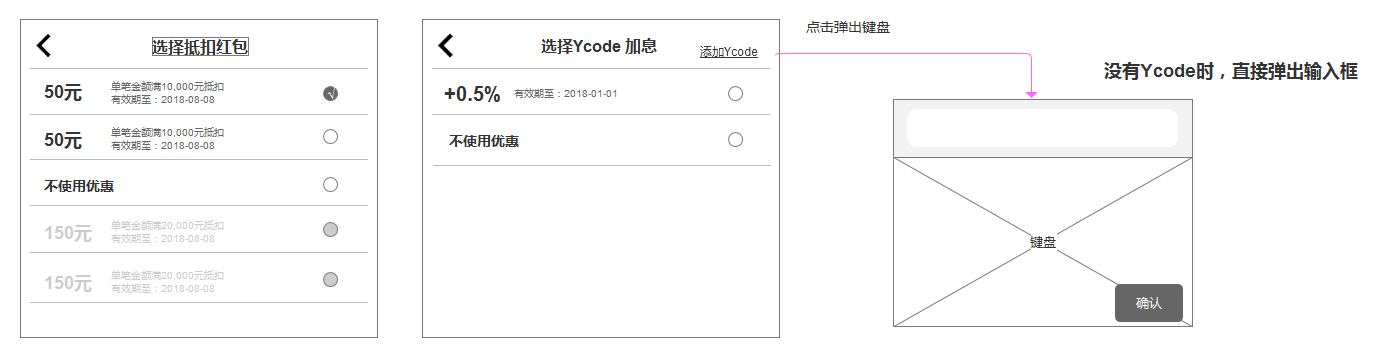 选择抵扣红包
50元
单笔金额满10,000元抵扣
有效期至：2018-08-08
50元
单笔金额满10,000元抵扣
有效期至：2018-08-08
不使用优惠
150元
单笔金额满20,000元抵扣
有效期至：2018-08-08
150元
单笔金额满20,000元抵扣
有效期至：2018-08-08
选择Ycode 加息
添加Ycode
+0.5%
有效期至：2018-01-01
不使用优惠
点击弹出键盘
没有Ycode时，直接弹出输入框
键盘
确认